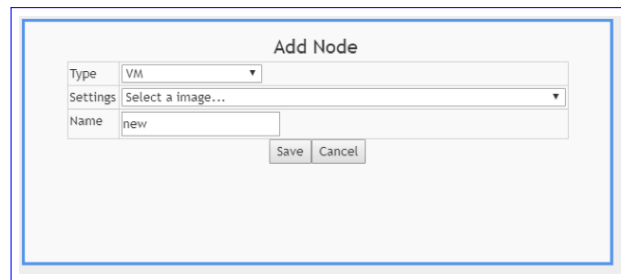 Add Node
Type VM
Settings Select a image...
Name new
Save Cancel